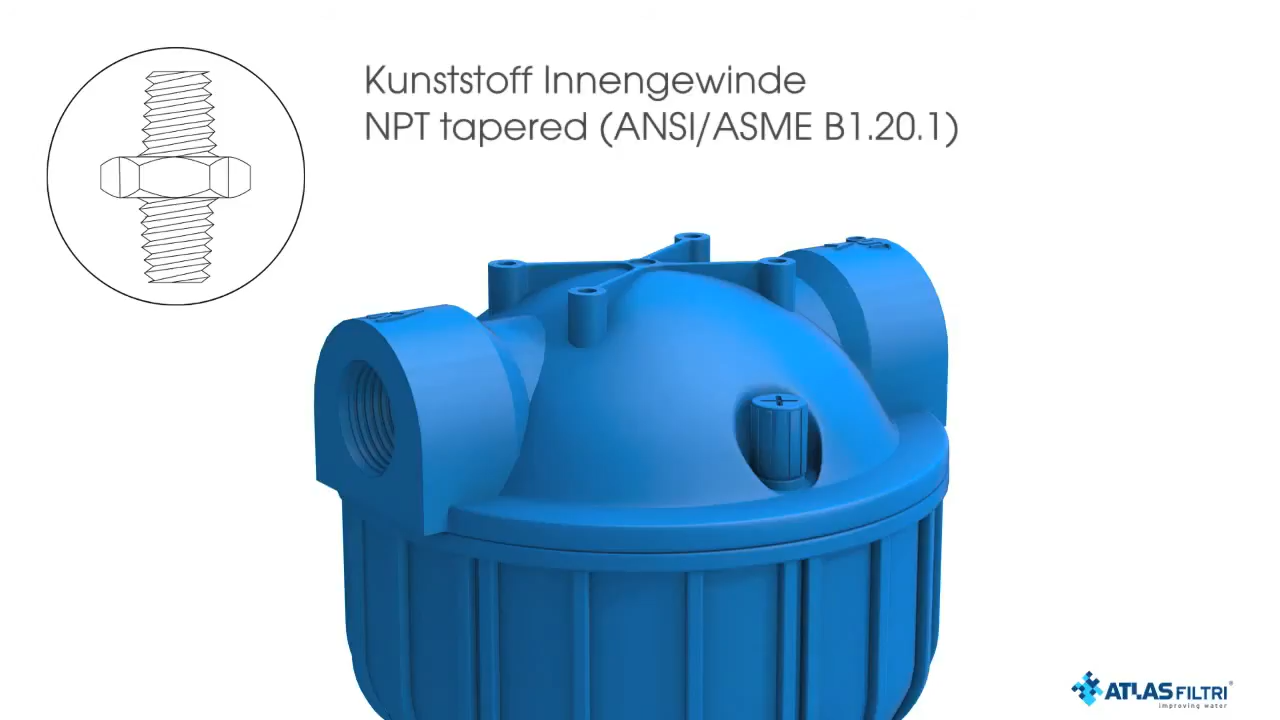 Kunststoff Innengewinde
NPT tapered (ANSI/ASME B1.20.1)
ATLAS FILTRI®
improving water